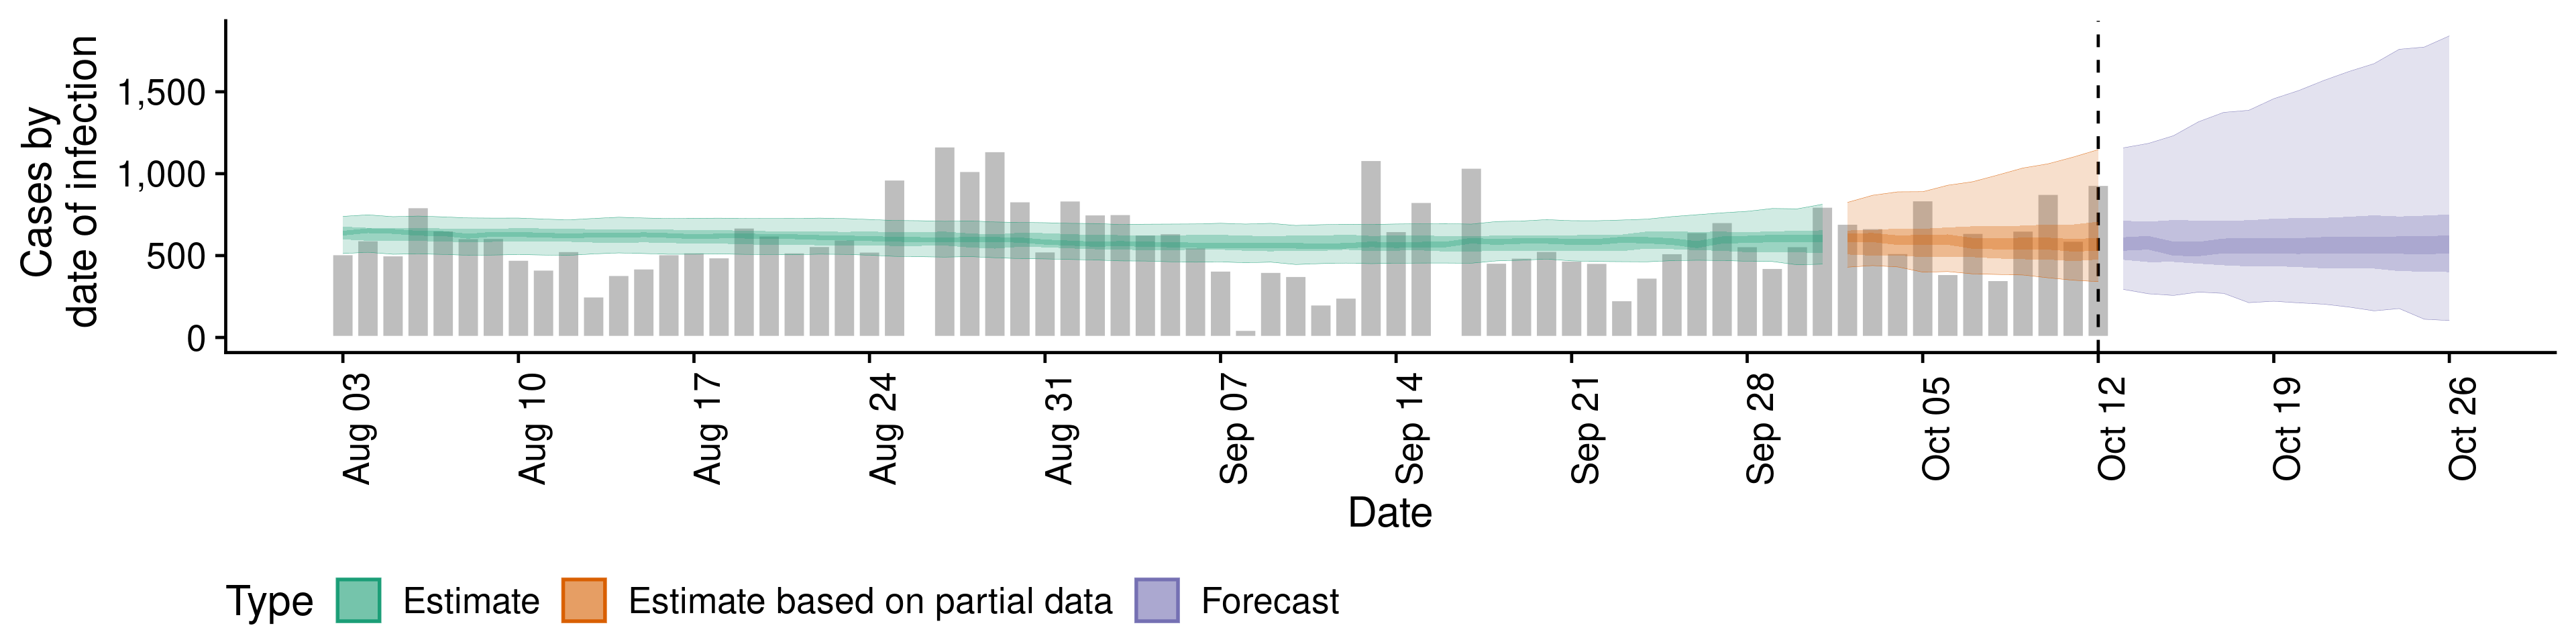 Cases by
date of infection
1,500
1,000
500
0
Aug 03
Aug 10
Aug 17
Aug 24
Aug 31
Sep 07
Sep 14
Sep 21
Sep 28
Oct 05
Oct 12
Oct 19
Oct 26
Date
Type Estimate Estimate based on partial data Forecast